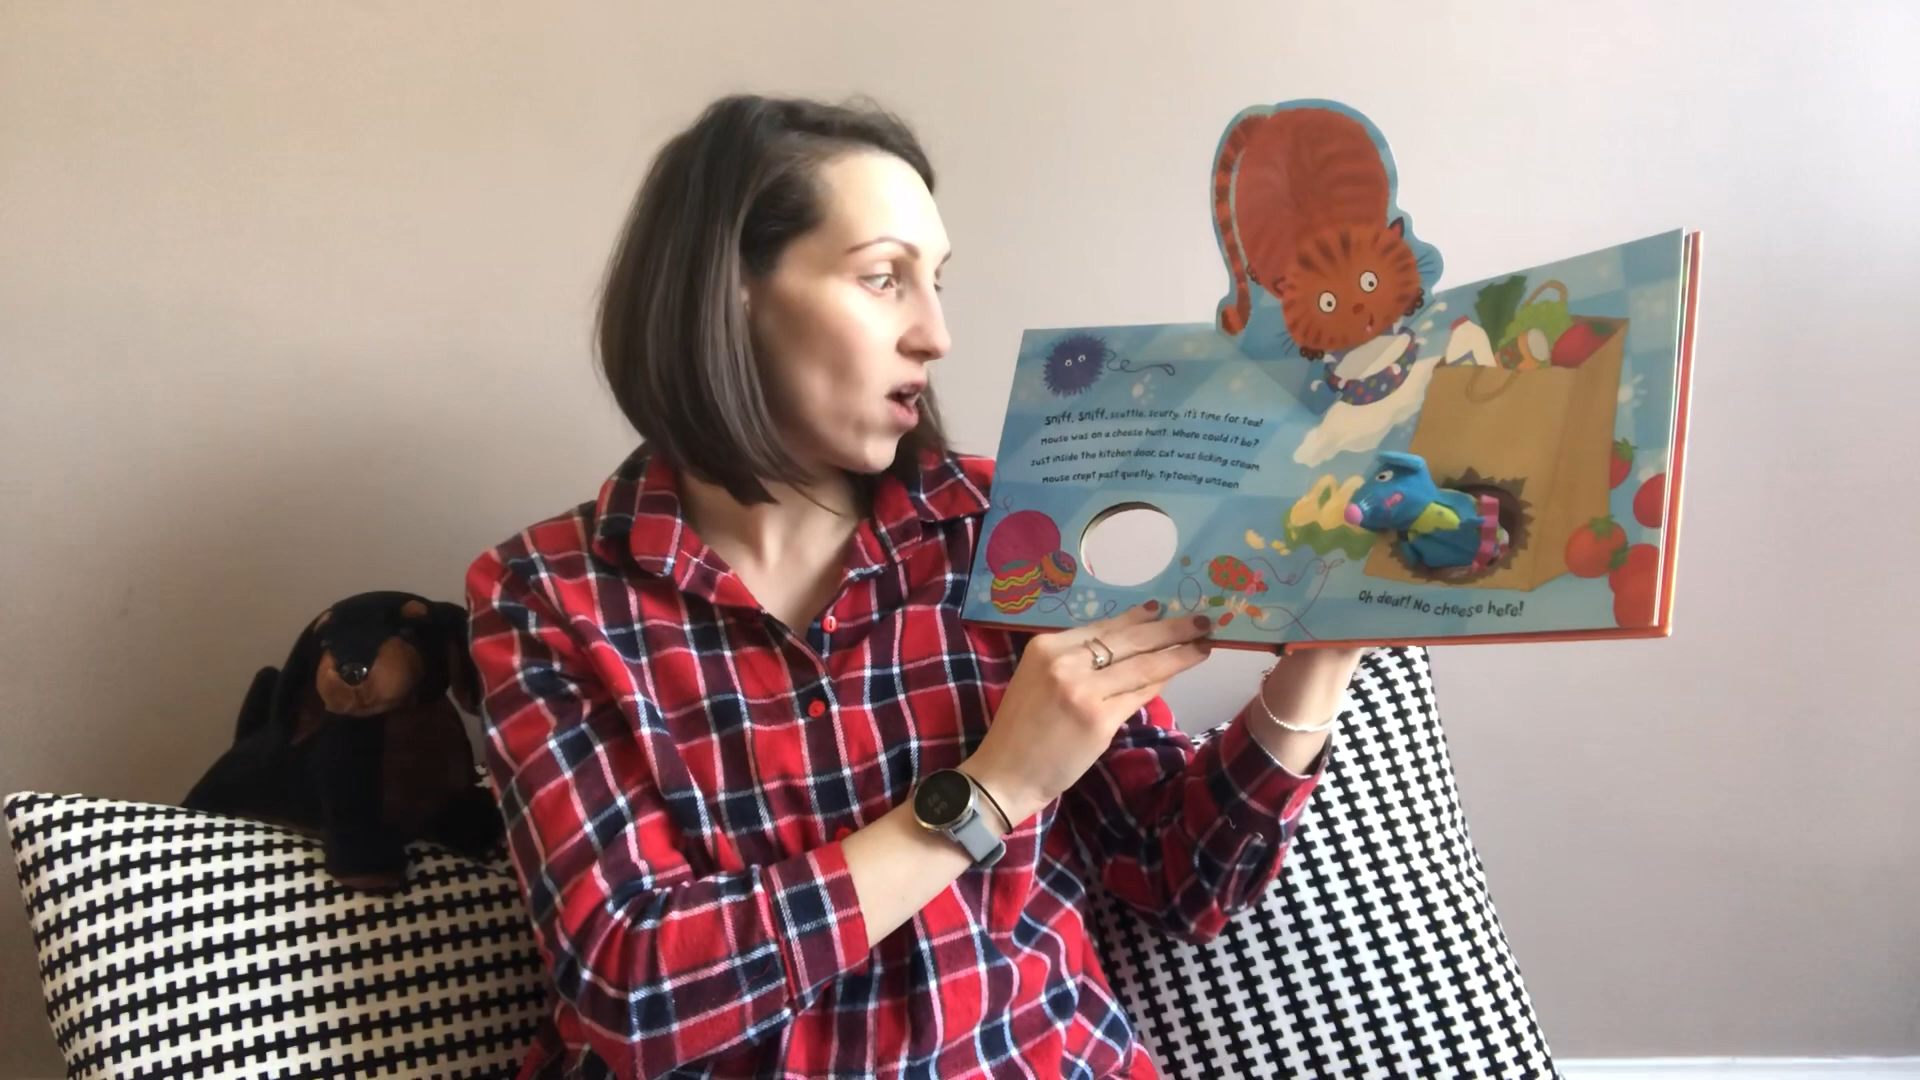 Sniff, Sniff, scuttle, scurry, it's time for tea!
Mouse was on a cheese hunt. Where could it be?
Just inside the kitchen door, Cat was licking cream.
Mouse crept past quietly, tiptoeing unseen
Oh dear! No cheese here!